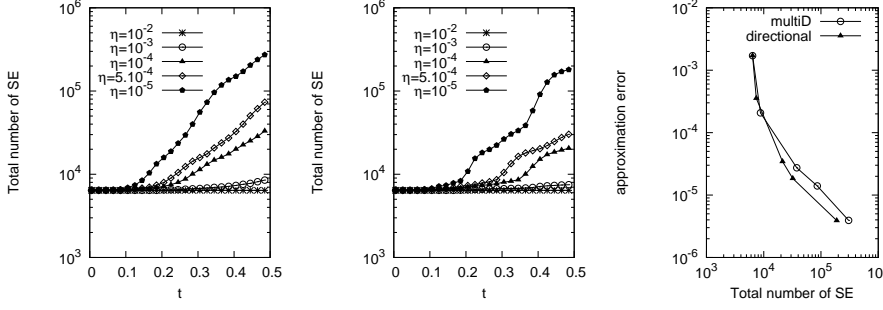 10^6
10^5
10^4
10^3
Total number of SE
η=10^-2
η=10^-3
η=10^-4
η=5.10^-4
η=10^-5
0 0.1 0.2 0.3 0.4 0.5
t
10^6
10^5
10^4
10^3
Total number of SE
η=10^-2
η=10^-3
η=10^-4
η=5.10^-4
η=10^-5
0 0.1 0.2 0.3 0.4 0.5
t
10^-2
10^-3
10^-4
10^-5
10^-6
approximation error
multiD
directional
10^3 10^4 10^5 10^6
Total number of SE